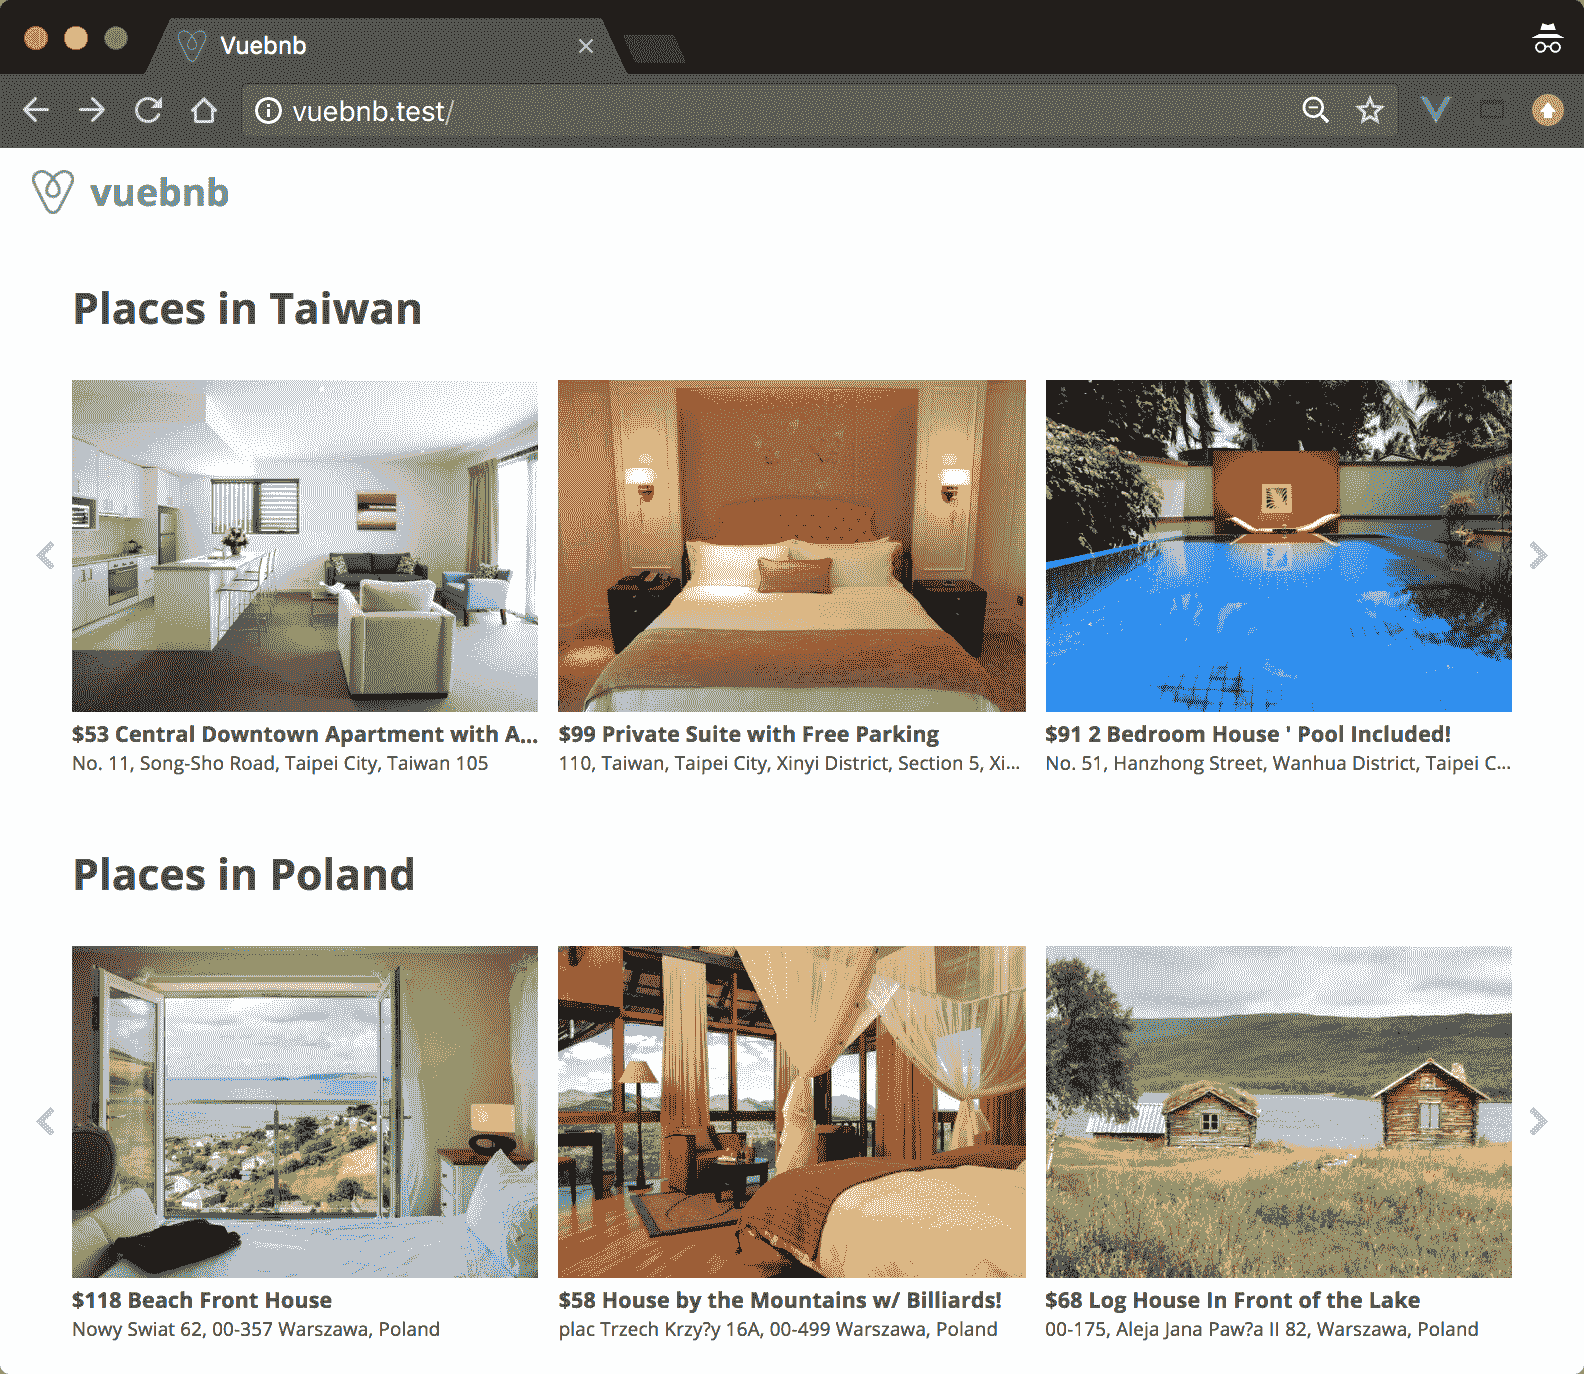 Vuebnb
vuebnb.test/
vuebnb
Places in Taiwan
$53 Central Downtown Apartment with A...
No. 11, Song-Sho Road, Taipei City, Taiwan 105
$99 Private Suite with Free Parking
110, Taiwan, Taipei City, Xinyi District, Section 5, Xi...
$91 2 Bedroom House ' Pool Included!
No. 51, Hanzhong Street, Wanhua District, Taipei C...
Places in Poland
$118 Beach Front House
Nowy Swiat 62, 00-357 Warszawa, Poland
$58 House by the Mountains w/ Billiards!
plac Trzech Krzy?y 16A, 00-499 Warszawa, Poland
$68 Log House In Front of the Lake
00-175, Aleja Jana Paw?a II 82, Warszawa, Poland